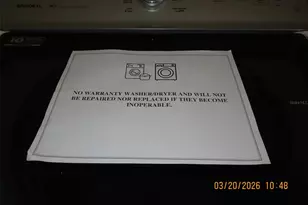 NO WARRANTY WASHER/DRYER AND WILL NOT
BE REPAIRED NOR REPLACED IF THEY BECOME
INOPERABLE.
03/20/2026 10:48